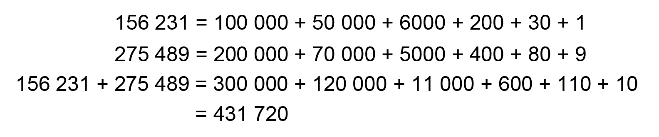 156 231 = 100 000 + 50 000 + 6000 + 200 + 30 + 1
275 489 = 200 000 + 70 000 + 5000 + 400 + 80 + 9
156 231 + 275 489 = 300 000 + 120 000 + 11 000 + 600 + 110 + 10
= 431 720